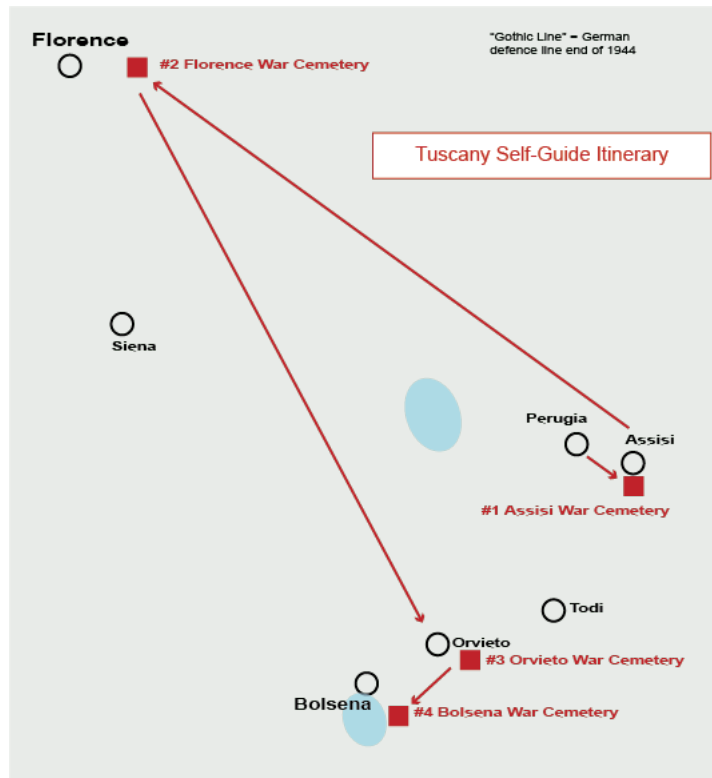 Florence
"Gothic Line" – German
defence line end of 1944
#2 Florence War Cemetery
Tuscany Self-Guide Itinerary
Siena
Perugia
Assisi
#1 Assisi War Cemetery
Todi
Orvieto
#3 Orvieto War Cemetery
Bolsena
#4 Bolsena War Cemetery